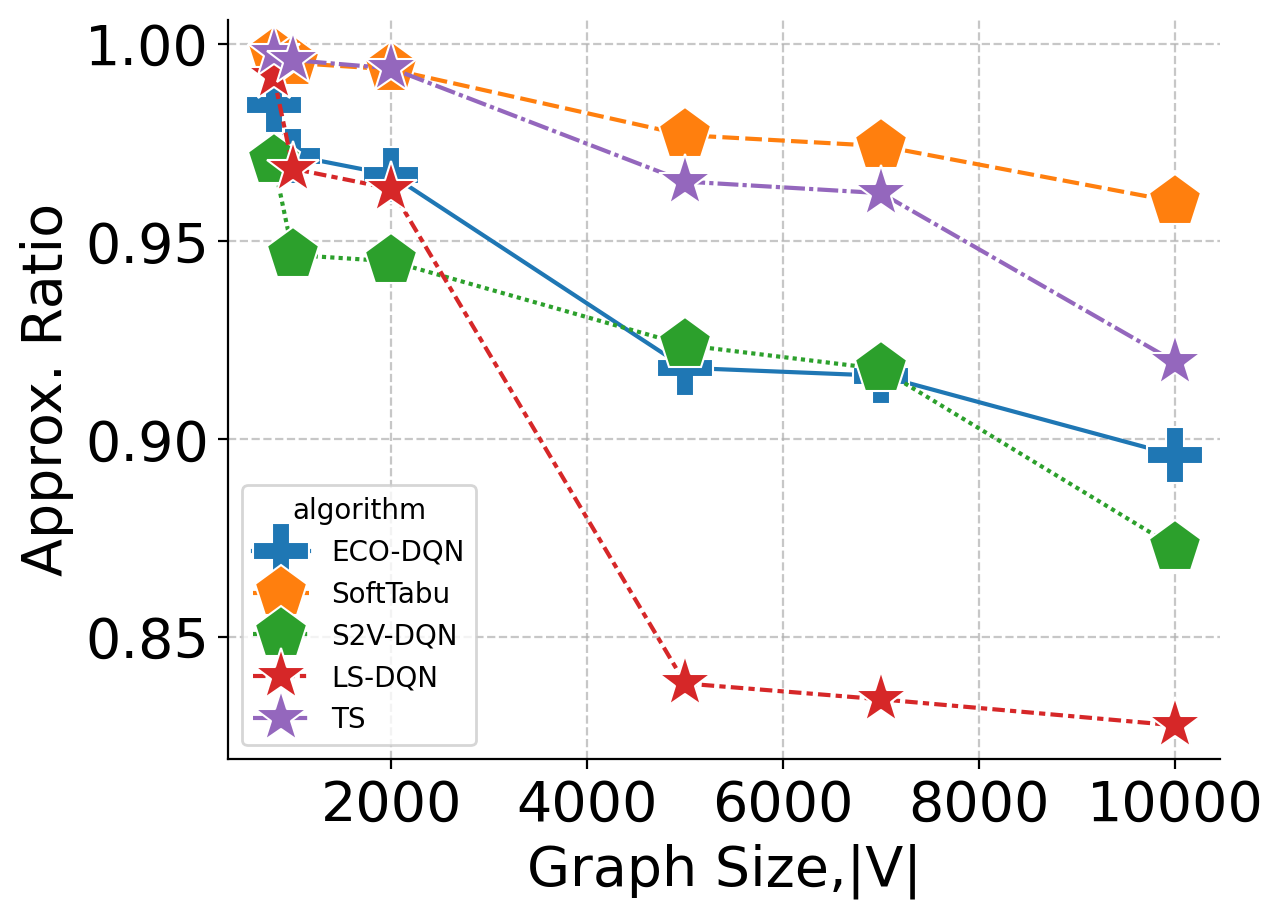 1.00
0.95
0.90
0.85
Approx. Ratio
algorithm
ECO-DQN
SoftTabu
S2V-DQN
LS-DQN
TS
2000 4000 6000 8000 10000
Graph Size,|V|